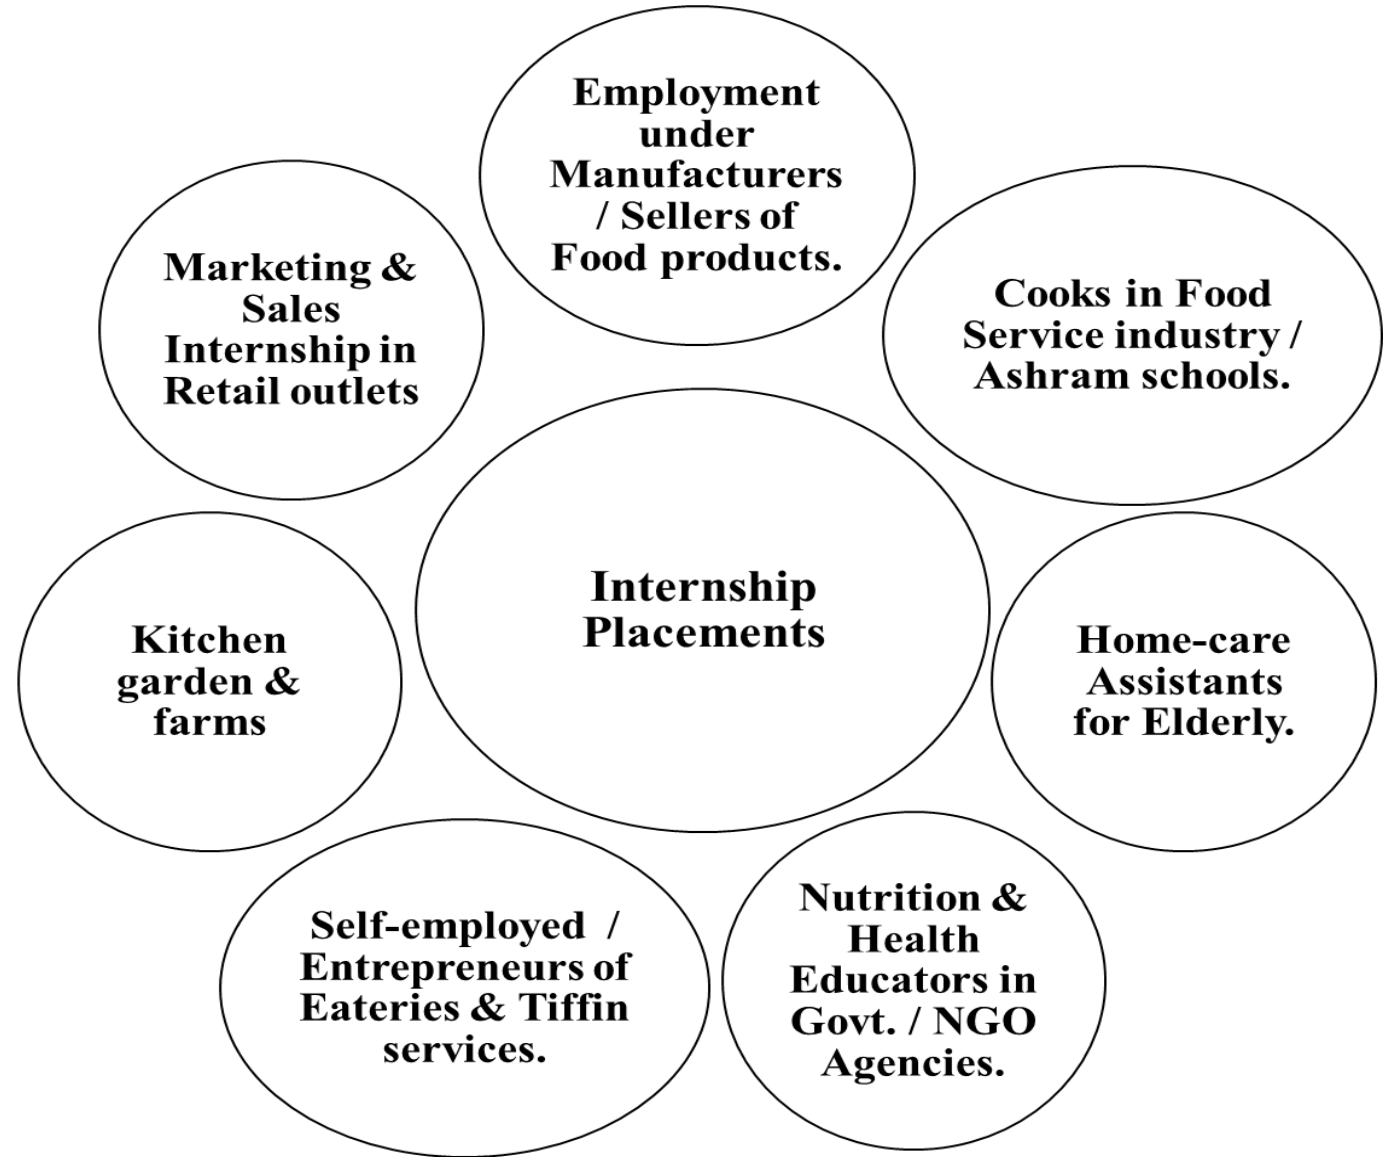 Employment
under
Manufacturers
/ Sellers of
Food products.
Cooks in Food
Service industry /
Ashram schools.
Home-care
Assistants
for Elderly.
Nutrition &
Health
Educators in
Govt. / NGO
Agencies.
Self-employed /
Entrepreneurs of
Eateries & Tiffin
services.
Kitchen
garden &
farms
Marketing &
Sales
Internship in
Retail outlets
Internship
Placements